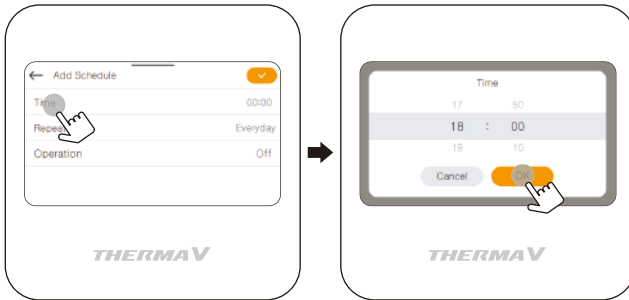 Add Schedule
Time 00:00
Repeat Everyday
Operation Off
THERMA V
Time
17 50
18 : 00
19 10
Cancel OK
THERMA V